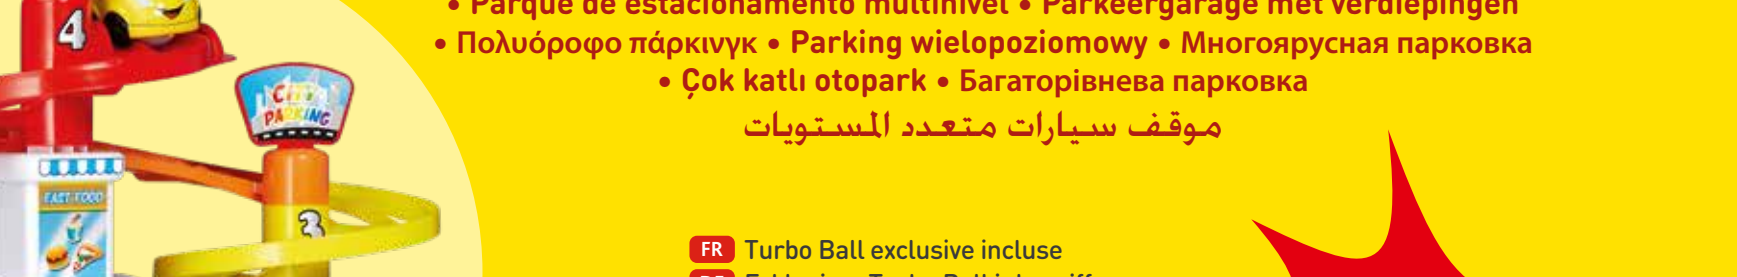 • Parque de estacionamento multinível • Parkeergarage met verdiepingen
• Πολυόροφο πάρκινγκ • Parking wielopoziomowy • Многоярусная парковка
• Çok katlı otopark • Багаторівнева парковка
موقف سيارات متعدد المستويات
4
CITY
PARKING
FAST FOOD
3
FR Turbo Ball exclusive incluse